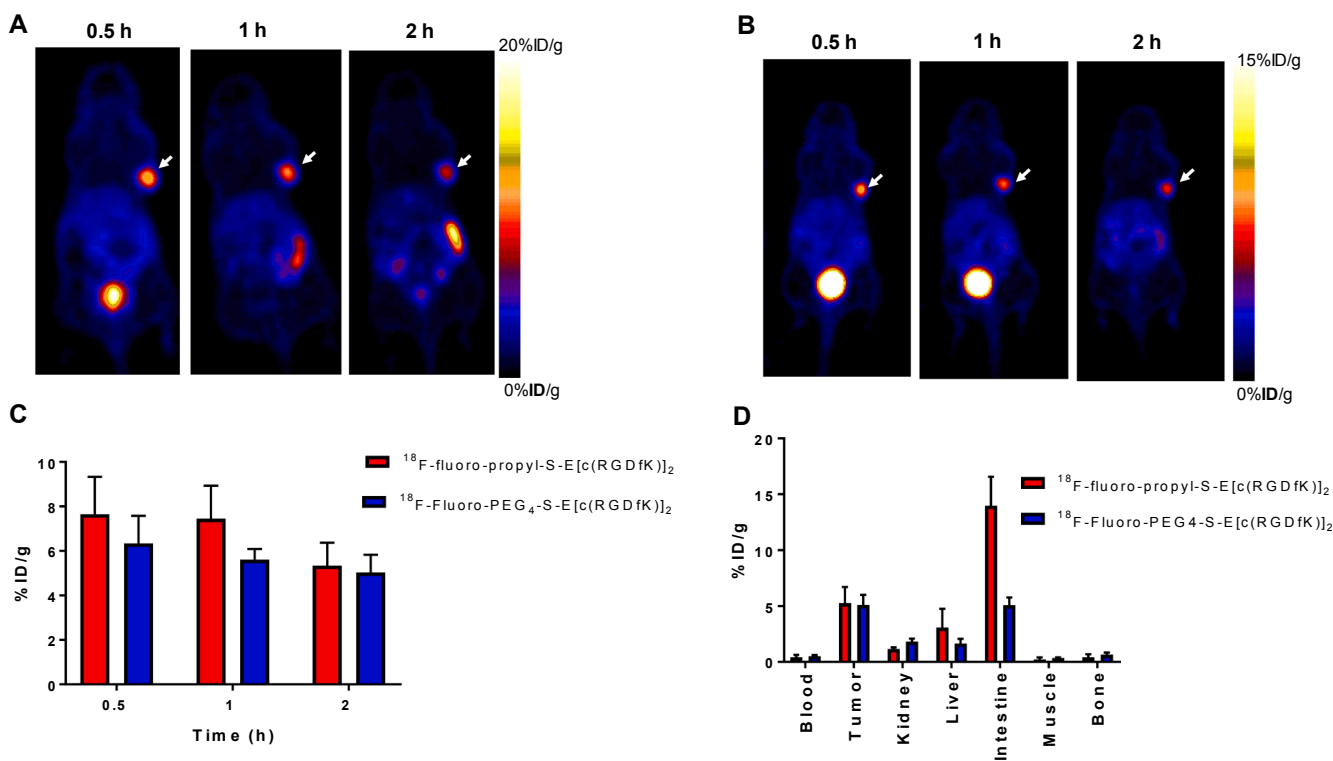 A
0.5 h
1 h
2 h
20%ID/g
0%ID/g
B
0.5 h
1 h
2 h
15%ID/g
0%ID/g
C
10
8
6
4
2
0
% ID/g
0.5
1
2
Time (h)
¹⁸F-fluoro-propyl-S-E[c(RGDfK)]₂
¹⁸F-Fluoro-PEG₄-S-E[c(RGDfK)]₂
D
20
15
10
5
0
% ID/g
Blood
Tumor
Kidney
Liver
Intestine
Muscle
Bone
¹⁸F-fluoro-propyl-S-E[c(RGDfK)]₂
¹⁸F-Fluoro-PEG4-S-E[c(RGDfK)]₂